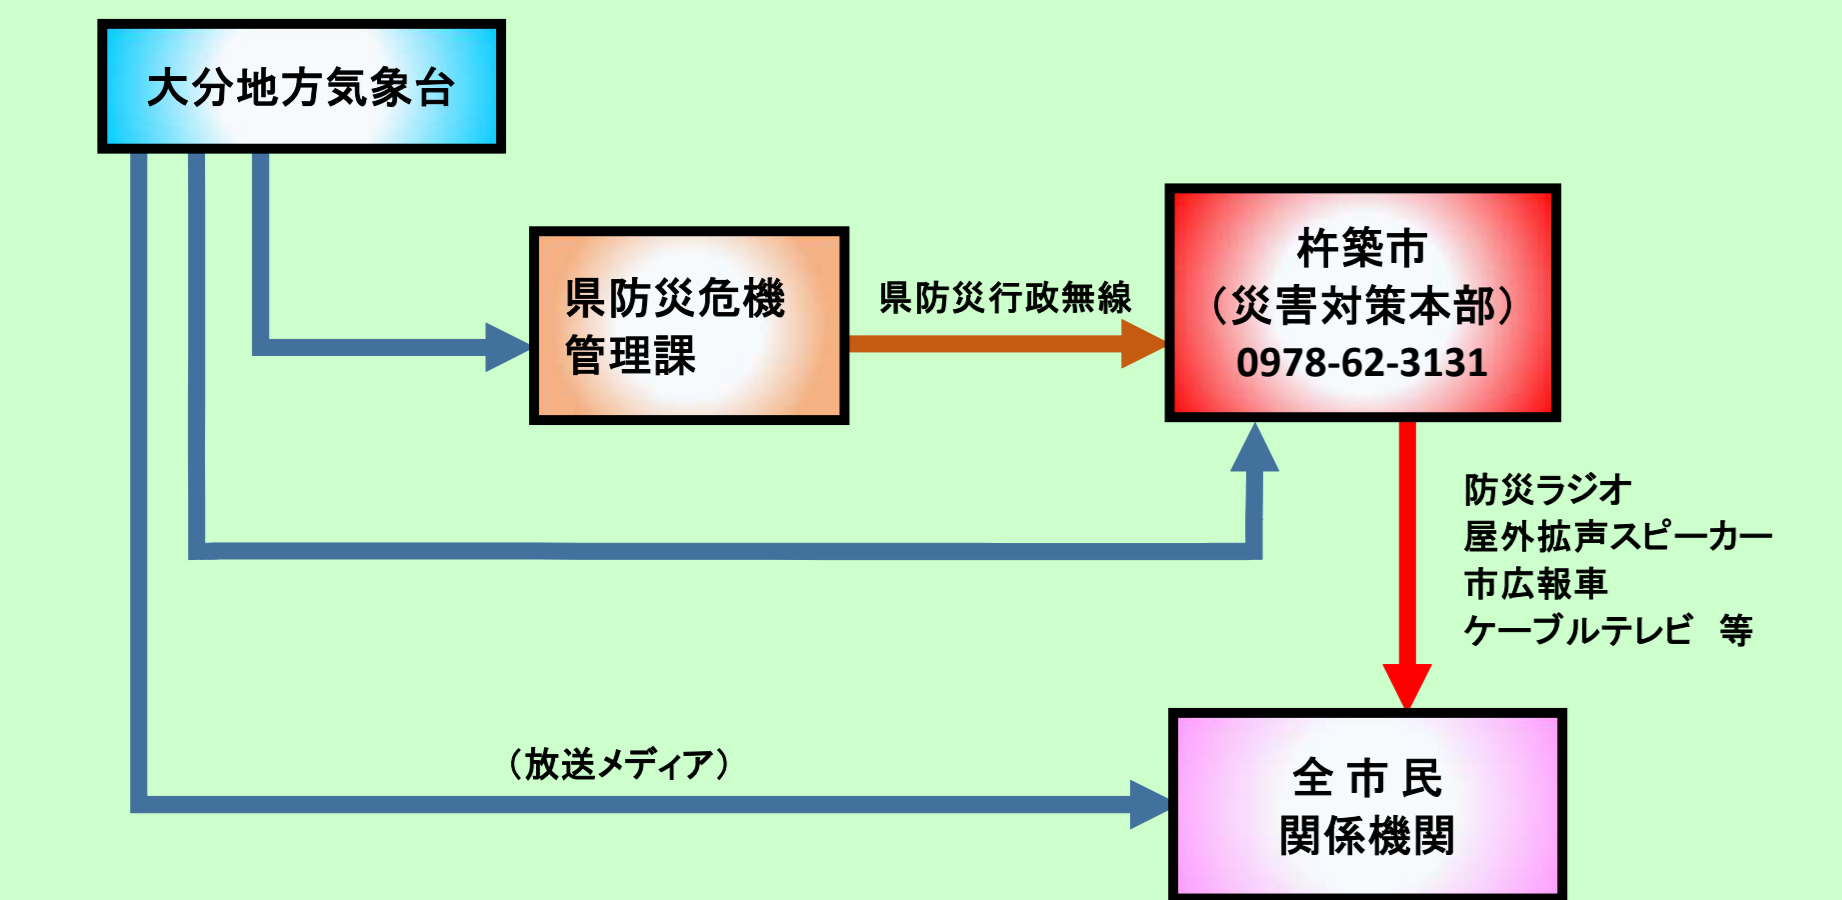 大分地方気象台
県防災危機
管理課
県防災行政無線
杵築市
（災害対策本部）
0978-62-3131
防災ラジオ
屋外拡声スピーカー
市広報車
ケーブルテレビ　等
（放送メディア）
全 市 民
関係機関